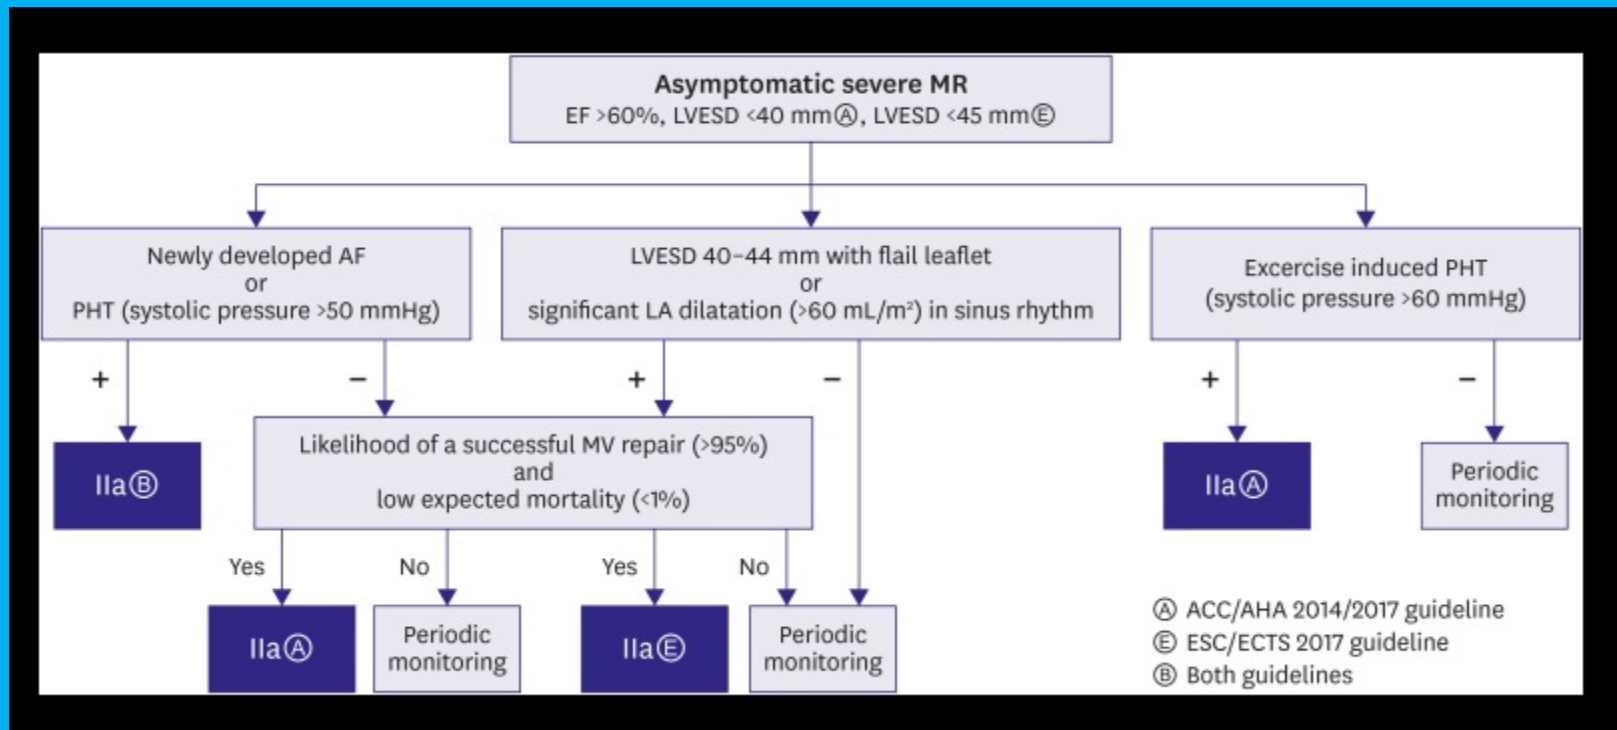 Asymptomatic severe MR
EF >60%, LVESD <40 mmⒶ, LVESD <45 mmⒺ
Newly developed AF
or
PHT (systolic pressure >50 mmHg)
LVESD 40–44 mm with flail leaflet
or
significant LA dilatation (>60 mL/m²) in sinus rhythm
Excercise induced PHT
(systolic pressure >60 mmHg)
+
−
+
−
+
−
IIaⒷ
Likelihood of a successful MV repair (>95%)
and
low expected mortality (<1%)
IIaⒶ
Periodic
monitoring
Yes
No
Yes
No
IIaⒶ
Periodic
monitoring
IIaⒺ
Periodic
monitoring
Ⓐ ACC/AHA 2014/2017 guideline
Ⓔ ESC/ECTS 2017 guideline
Ⓑ Both guidelines